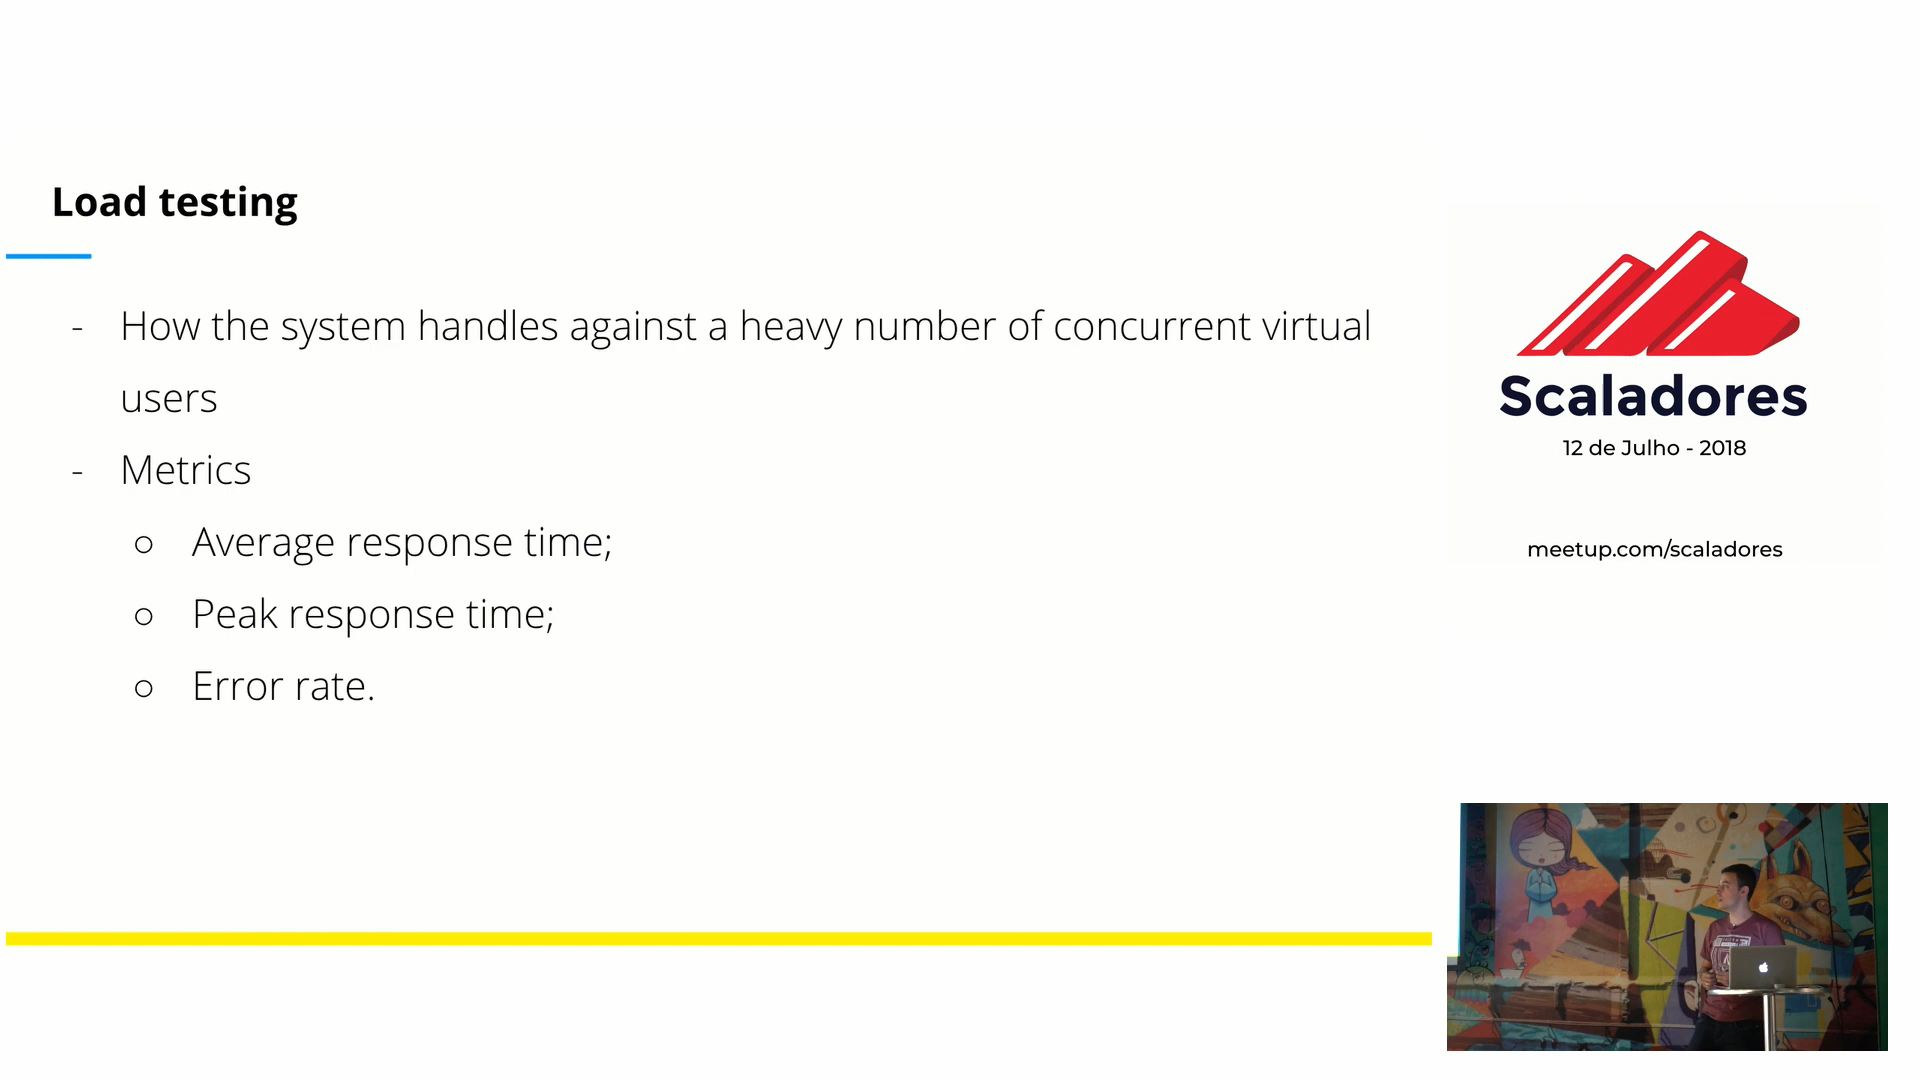 Load testing
- How the system handles against a heavy number of concurrent virtual
users
- Metrics
○ Average response time;
○ Peak response time;
○ Error rate.
Scaladores
12 de Julho - 2018
meetup.com/scaladores